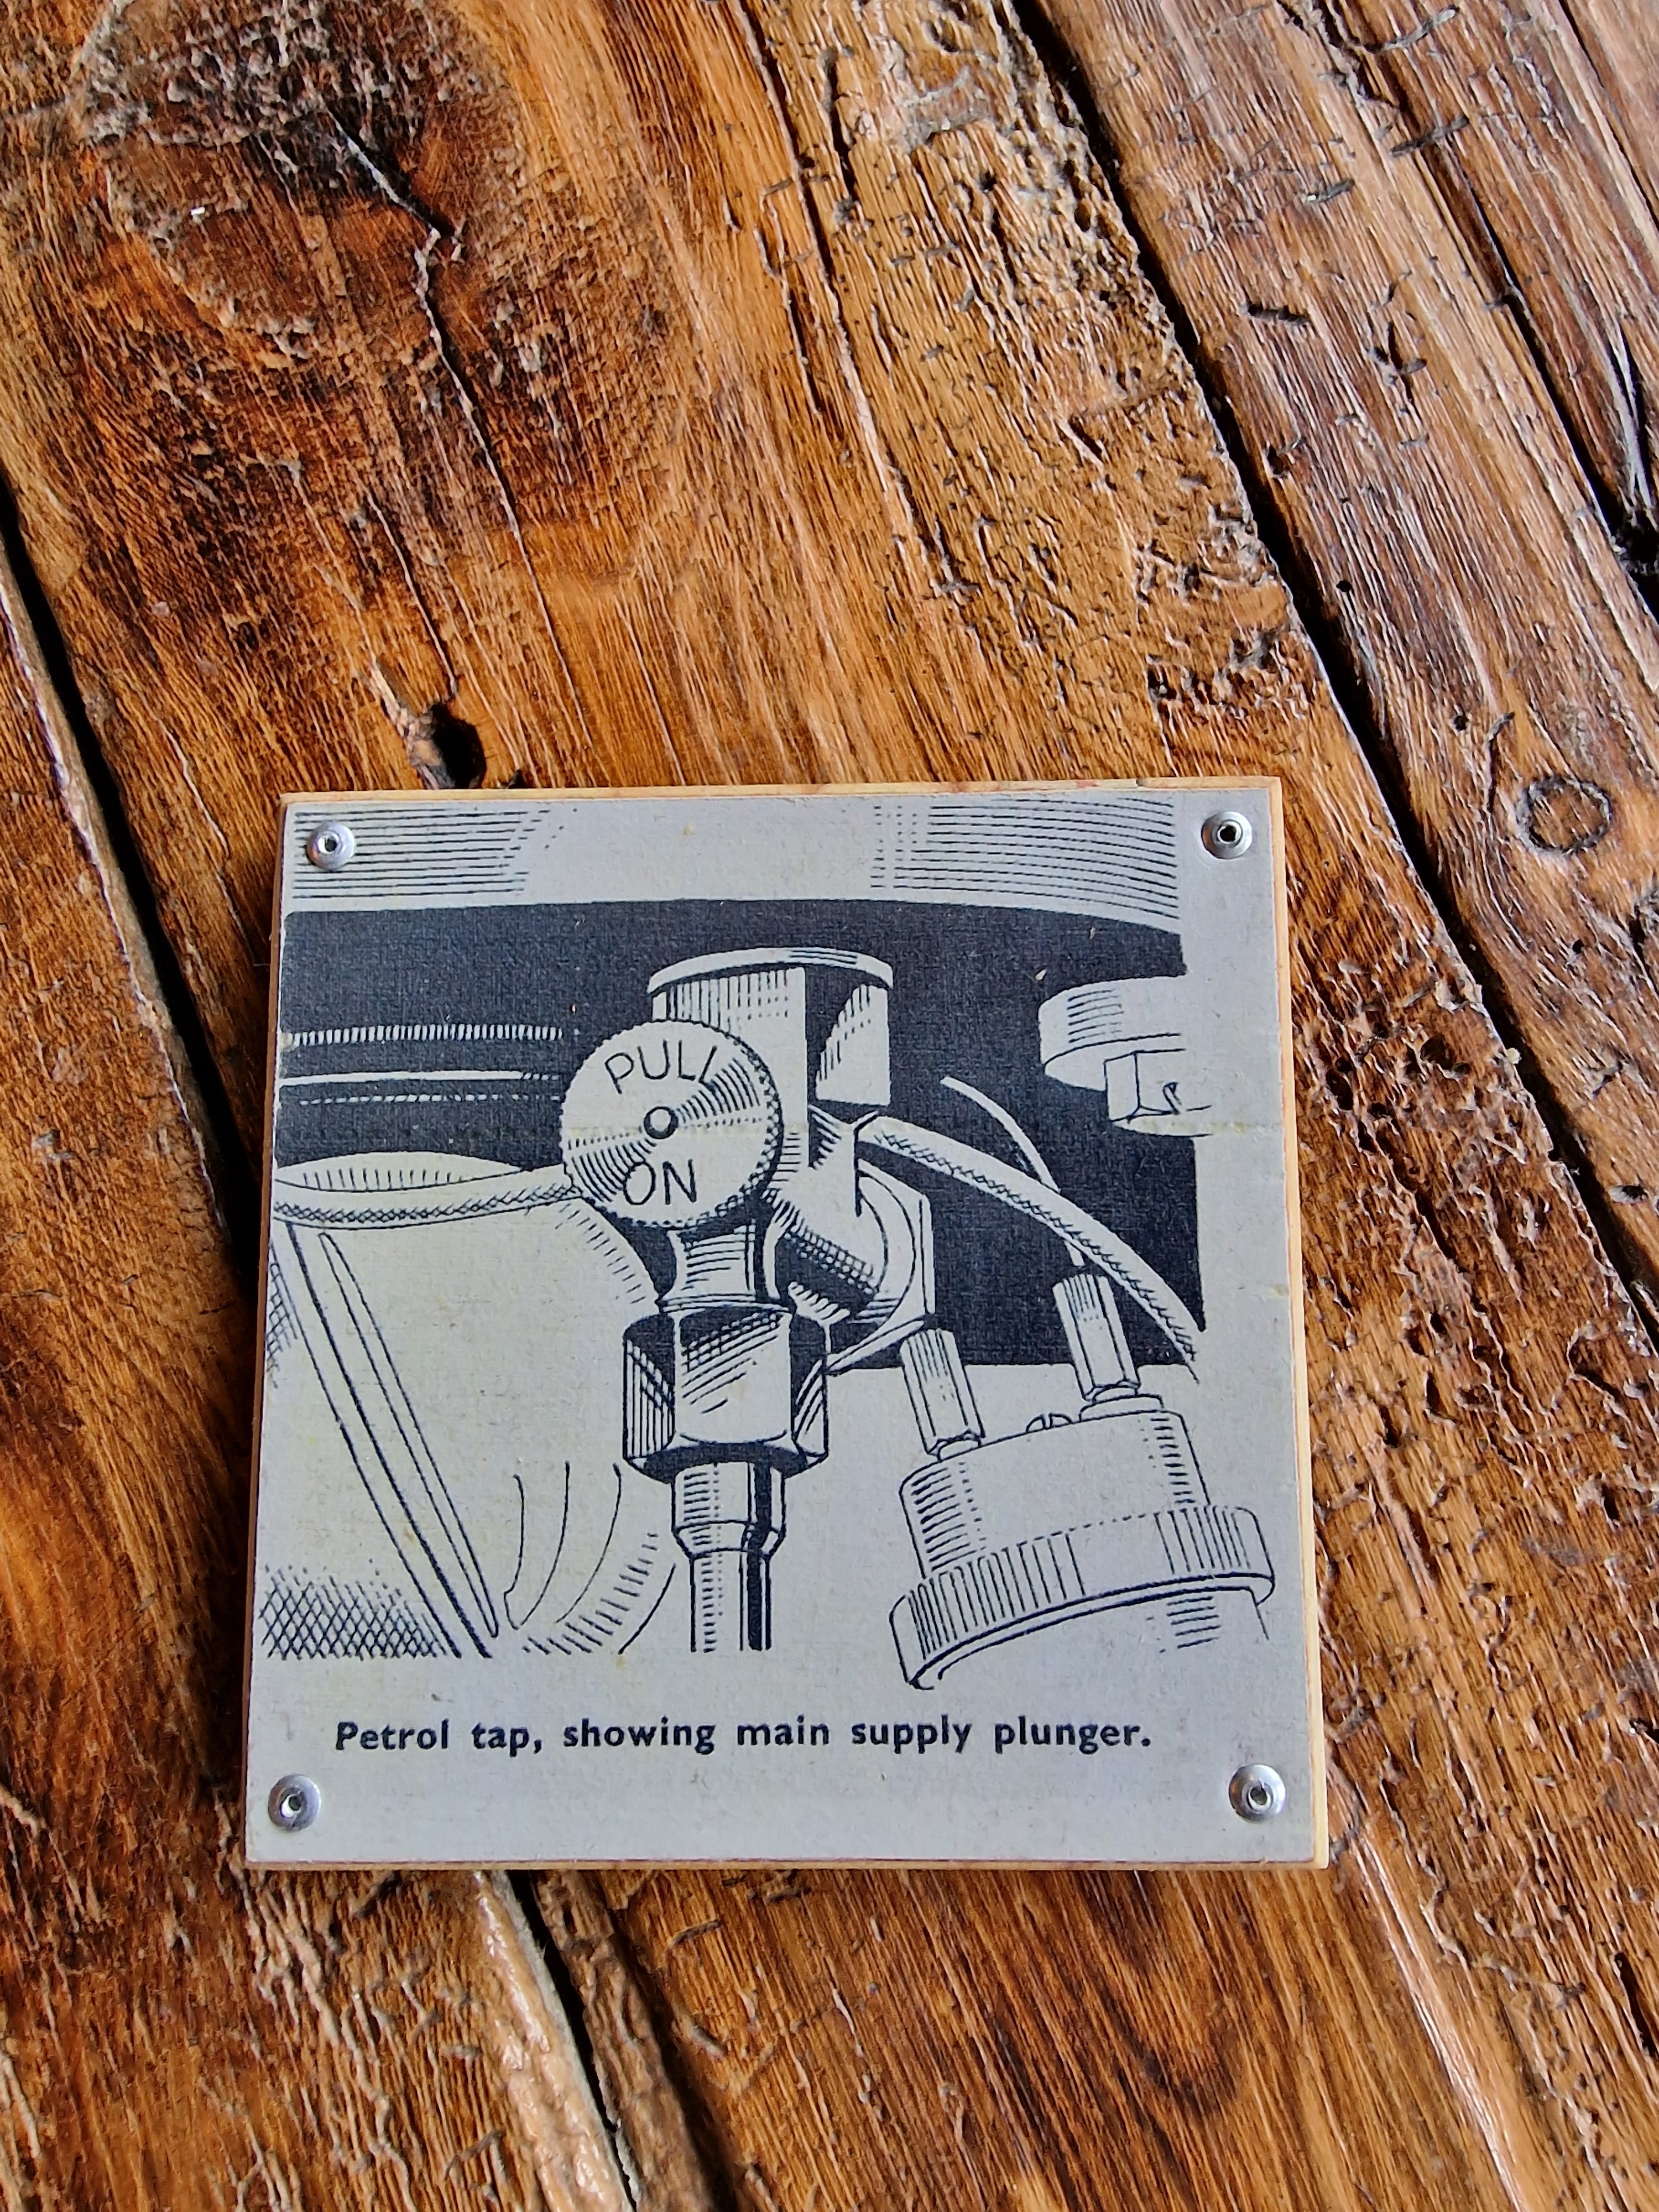 PULL
ON
Petrol tap, showing main supply plunger.